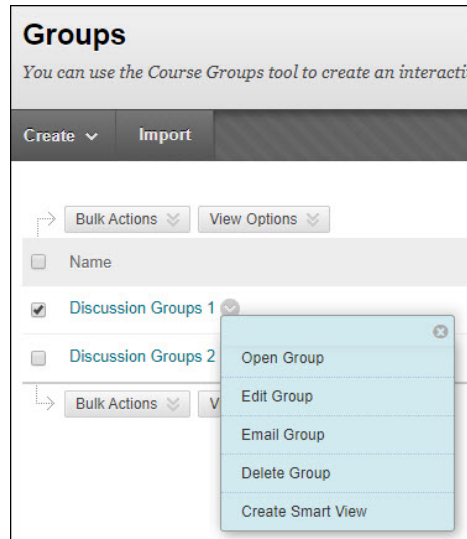 Groups
You can use the Course Groups tool to create an interacti
Create Import
Bulk Actions View Options
Name
Discussion Groups 1
Discussion Groups 2
Bulk Actions V
Open Group
Edit Group
Email Group
Delete Group
Create Smart View